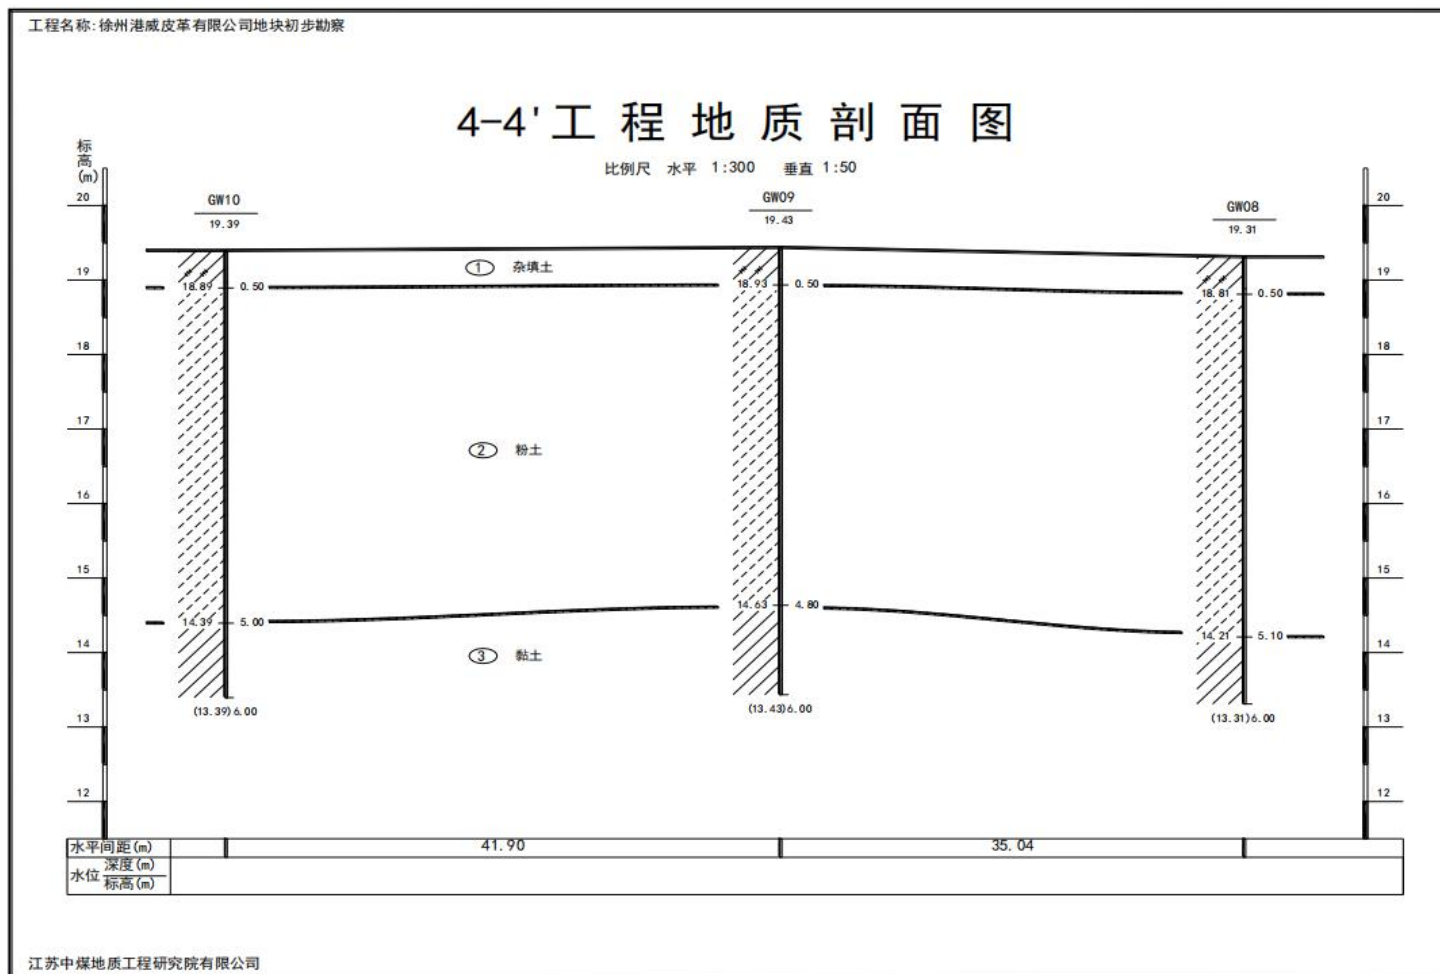 工程名称:徐州港威皮革有限公司地块初步勘察
4-4'工程地质剖面图
比例尺 水平 1:300 垂直 1:50
标高(m)
GW10
19.39
GW09
19.43
GW08
19.31
20
20
① 杂填土
19
19
18.89 0.50
18.93 0.50
18.81 0.50
18
18
17
17
② 粉土
16
16
15
15
14.39 5.00
14.63 4.80
14.21 5.10
14
14
③ 黏土
(13.39)6.00
(13.43)6.00
(13.31)6.00
13
13
12
12
水平间距(m) 41.90 35.04
水位 深度(m)
标高(m)
江苏中煤地质工程研究院有限公司